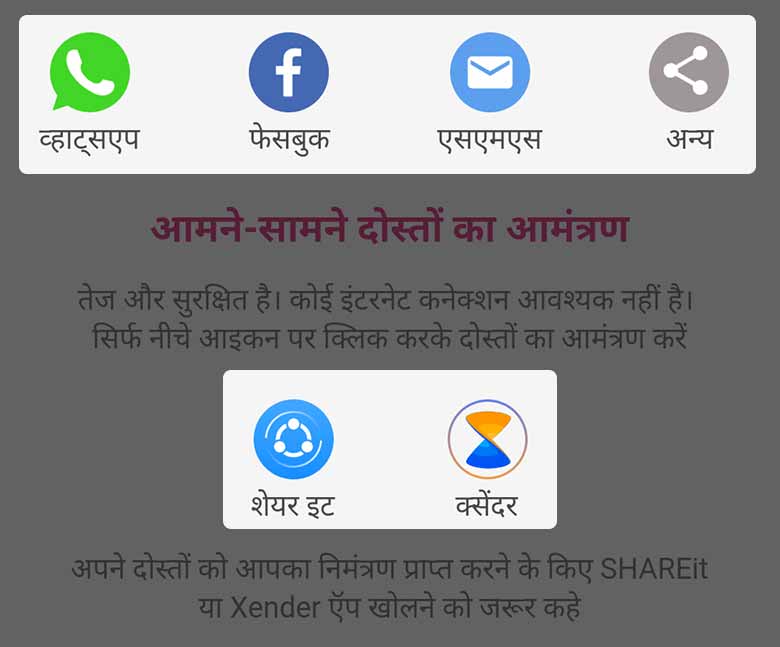 व्हाट्सएप फेसबुक एसएमएस अन्य
आमने-सामने दोस्तों का आमंत्रण
तेज और सुरक्षित है। कोई इंटरनेट कनेक्शन आवश्यक नहीं है।
सिर्फ नीचे आइकन पर क्लिक करके दोस्तों का आमंत्रण करें
शेयर इट क्सेंदर
अपने दोस्तों को आपका निमंत्रण प्राप्त करने के किए SHAREit
या Xender ऍप खोलने को जरूर कहे